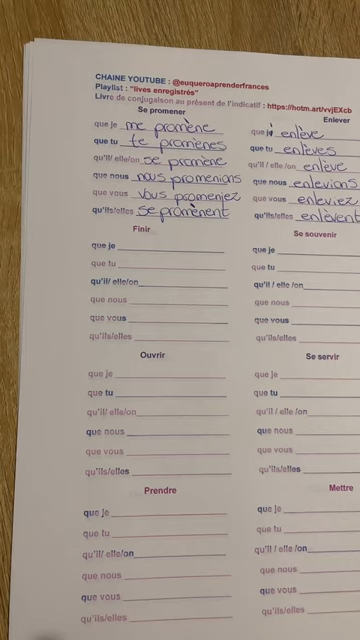 CHAINE YOUTUBE : @euqueroaprenderfrances
Playlist : "lives enregistrés"
Livre de conjugaison au présent de l'indicatif : https://hotm.art/vvjEXcb
Se promener
que je me promène
que tu te promènes
qu'il/ elle/on se promène
que nous nous promenions
que vous vous promeniez
qu'ils/elles se promènent
Enlever
que j' enlève
que tu enlèves
qu'il / elle /on enlève
que nous enlevions
que vous enleviez
qu'ils/elles enlèvent
Finir
que je
que tu
qu'il/ elle/on
que nous
que vous
qu'ils/elles
Se souvenir
que je
que tu
qu'il / elle /on
que nous
que vous
qu'ils/elles
Ouvrir
que je
que tu
qu'il/ elle/on
que nous
que vous
qu'ils/elles
Se servir
que je
que tu
qu'il / elle /on
que nous
que vous
qu'ils/elles
Prendre
que je
que tu
qu'il/ elle/on
que nous
que vous
qu'ils/elles
Mettre
que je
que tu
qu'il / elle /on
que nous
que vous
qu'ils/elles